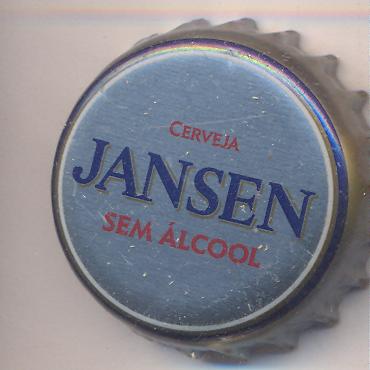 CERVEJA
JANSEN
SEM ÁLCOOL